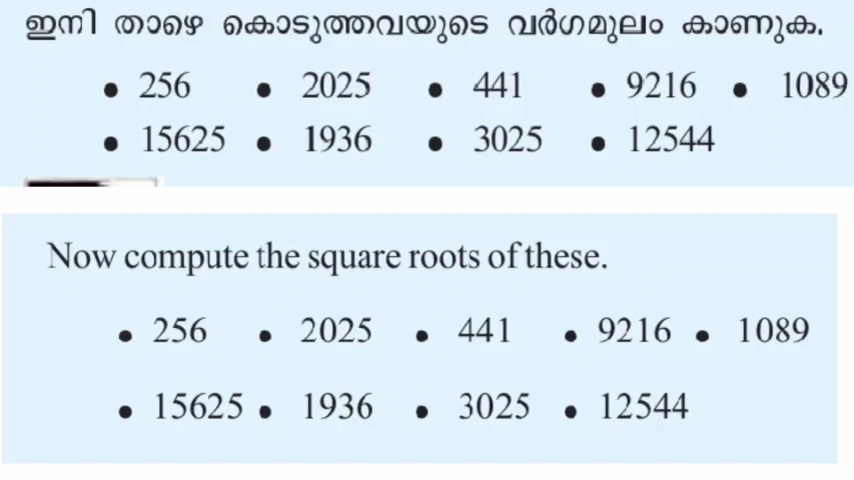 ഇനി താഴെ കൊടുത്തവയുടെ വർഗമൂലം കാണുക.
• 256 • 2025 • 441 • 9216 • 1089
• 15625 • 1936 • 3025 • 12544
Now compute the square roots of these.
• 256 • 2025 • 441 • 9216 • 1089
• 15625 • 1936 • 3025 • 12544